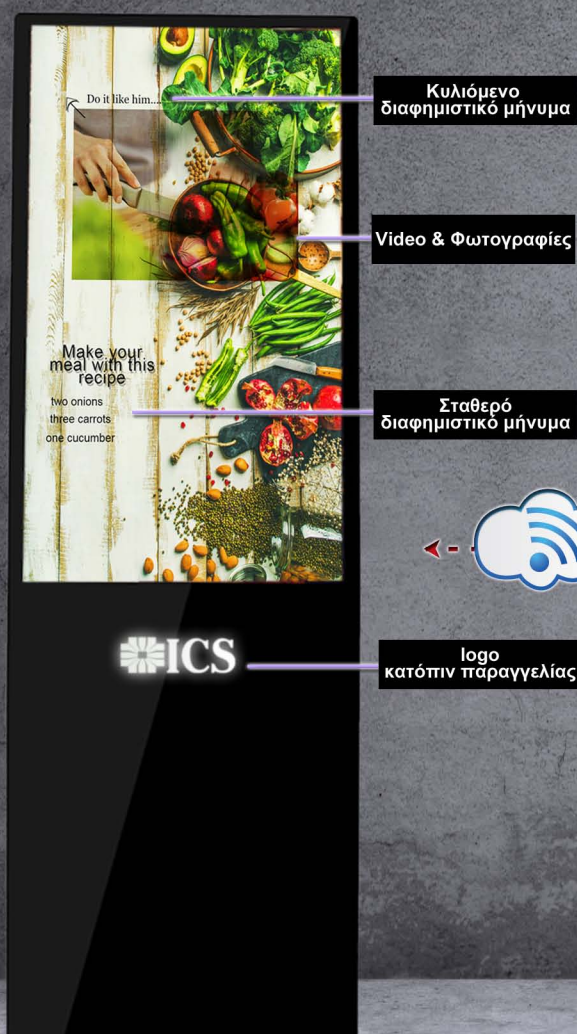 Do it like him....
Κυλιόμενο
διαφημιστικό μήνυμα
Video & Φωτογραφίες
Make your
meal with this
recipe
two onions
three carrots
one cucumber
Σταθερό
διαφημιστικό μήνυμα
ICS
logo
κατόπιν παραγγελίας